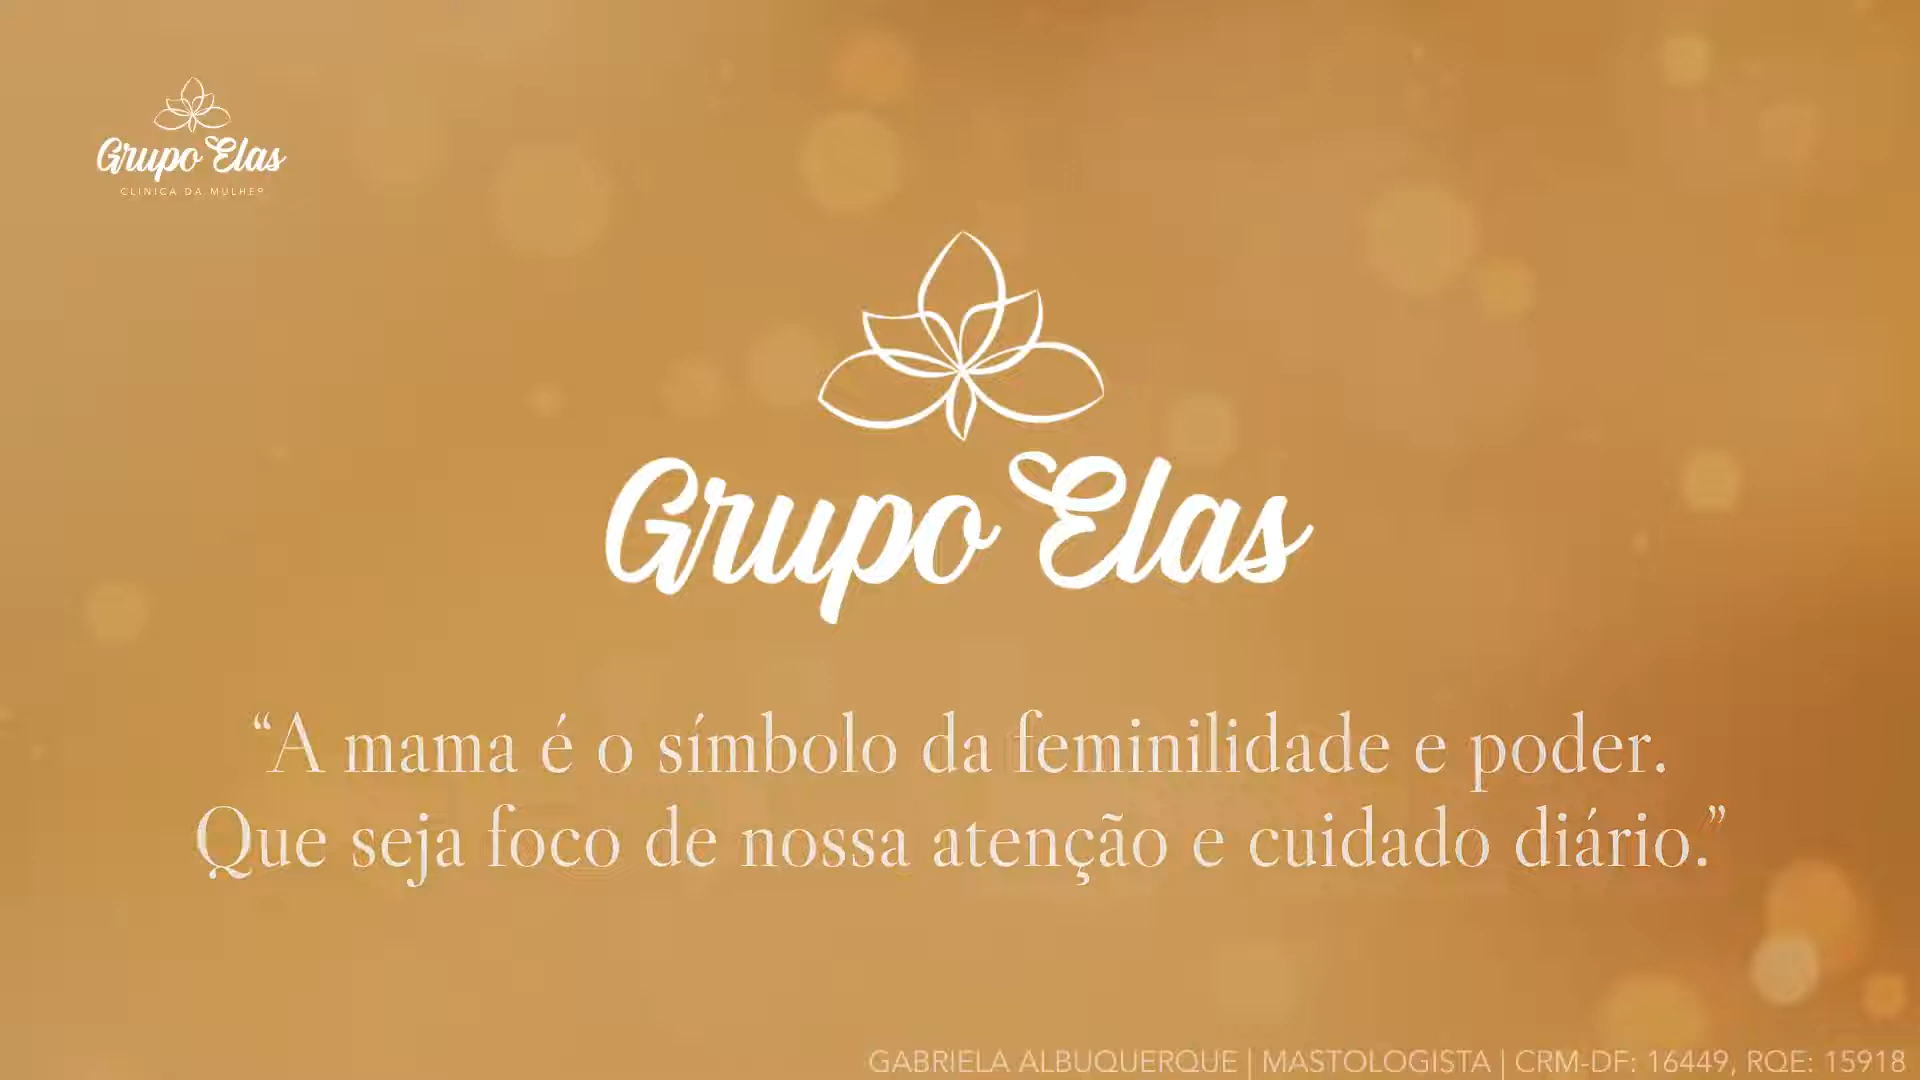 Grupo Elas
CLÍNICA DA MULHER
Grupo Elas
“A mama é o símbolo da feminilidade e poder.
Que seja foco de nossa atenção e cuidado diário.”
GABRIELA ALBUQUERQUE | MASTOLOGISTA | CRM-DF: 16449, RQE: 15918